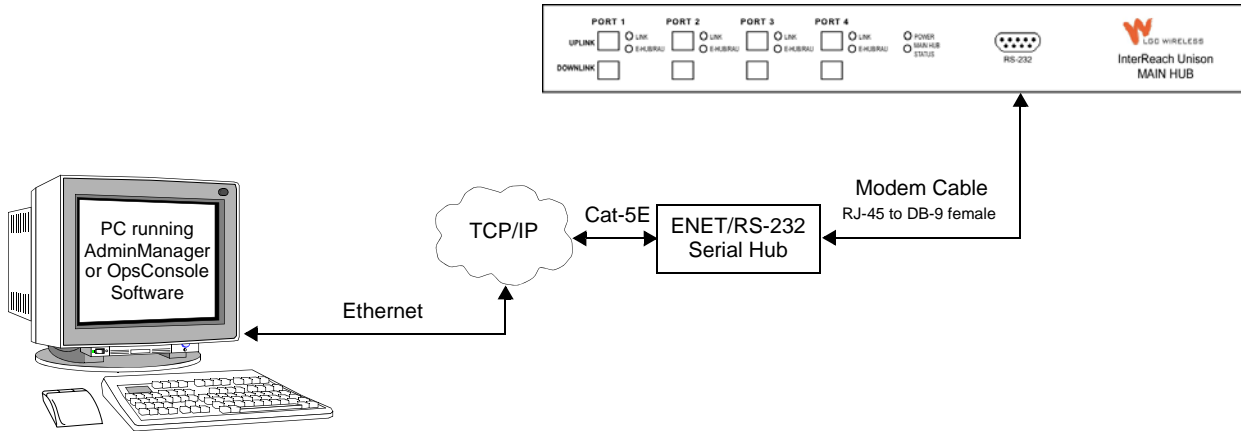 PORT 1 PORT 2 PORT 3 PORT 4
UPLINK LINK LINK LINK LINK POWER
E-HUB/RAU E-HUB/RAU E-HUB/RAU E-HUB/RAU MAIN HUB
STATUS
DOWNLINK
RS-232
LGC WIRELESS
InterReach Unison
MAIN HUB
Modem Cable
RJ-45 to DB-9 female
PC running
AdminManager
or OpsConsole
Software
TCP/IP
Cat-5E
ENET/RS-232
Serial Hub
Ethernet